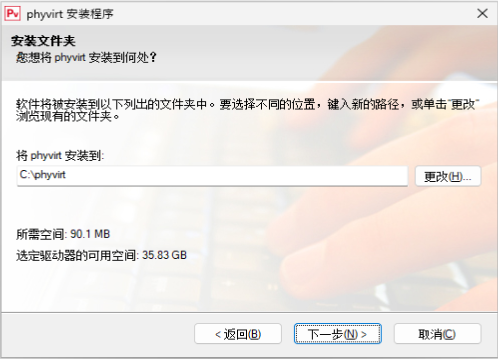 Pv phyvirt 安装程序
安装文件夹
您想将 phyvirt 安装到何处？
软件将被安装到以下列出的文件夹中。要选择不同的位置，键入新的路径，或单击“更改”
浏览现有的文件夹。
将 phyvirt 安装到:
C:\phyvirt
更改(H)...
所需空间: 90.1 MB
选定驱动器的可用空间: 35.83 GB
< 返回(B)
下一步(N) >
取消(C)